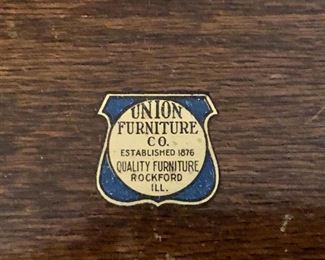 UNION
FURNITURE
CO.
ESTABLISHED 1876
QUALITY FURNITURE
ROCKFORD
ILL.